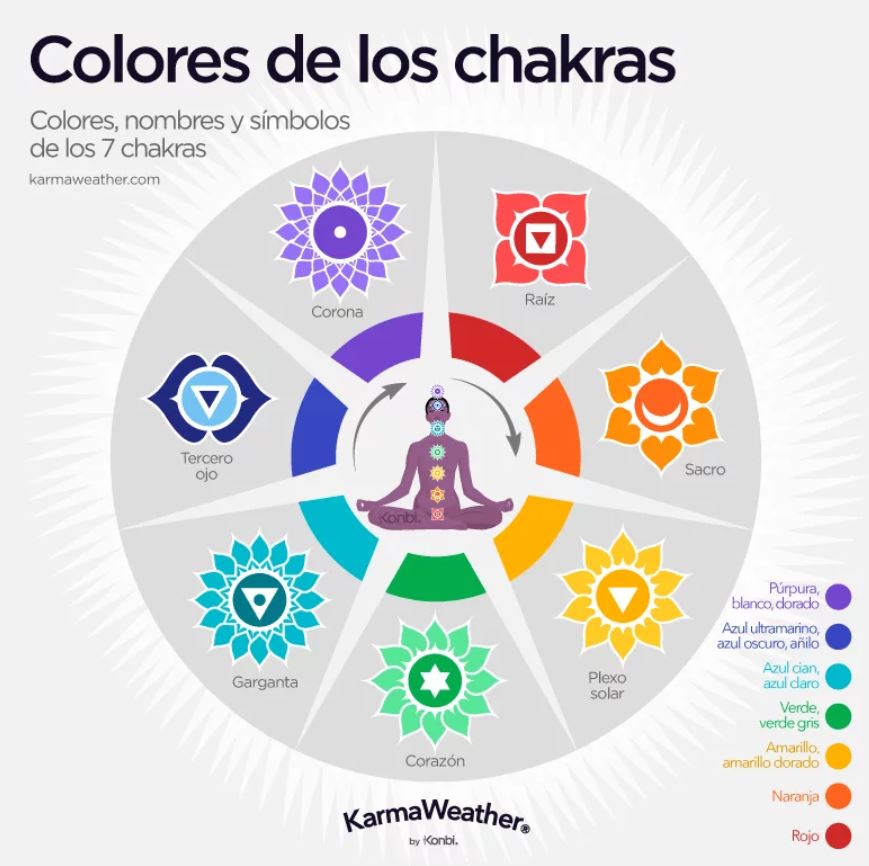 Colores de los chakras
Colores, nombres y símbolos
de los 7 chakras
karmaweather.com
Corona
Raíz
Tercero
ojo
Sacro
Konbi.
Garganta
Plexo
solar
Corazón
Púrpura,
blanco, dorado
Azul ultramarino,
azul oscuro, añilo
Azul cian,
azul claro
Verde,
verde gris
Amarillo,
amarillo dorado
Naranja
Rojo
KarmaWeather®
by Konbi.